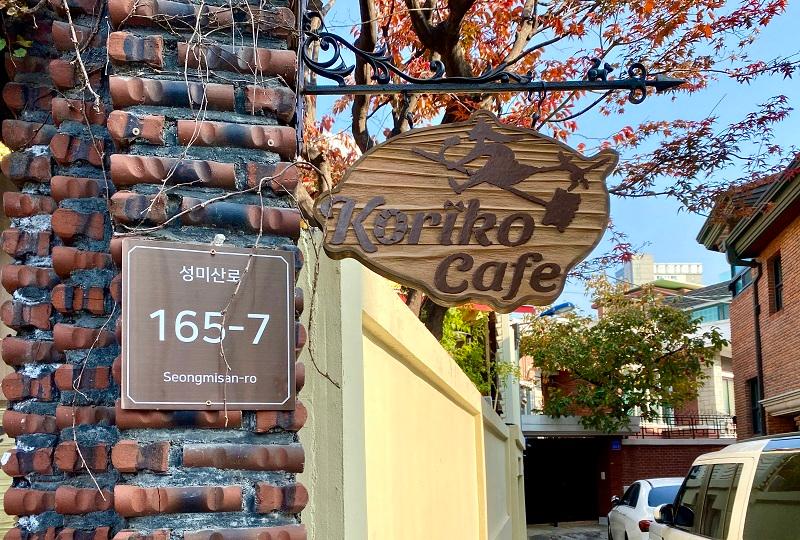 성미산로
165-7
Seongmisan-ro
Koriko
Cafe